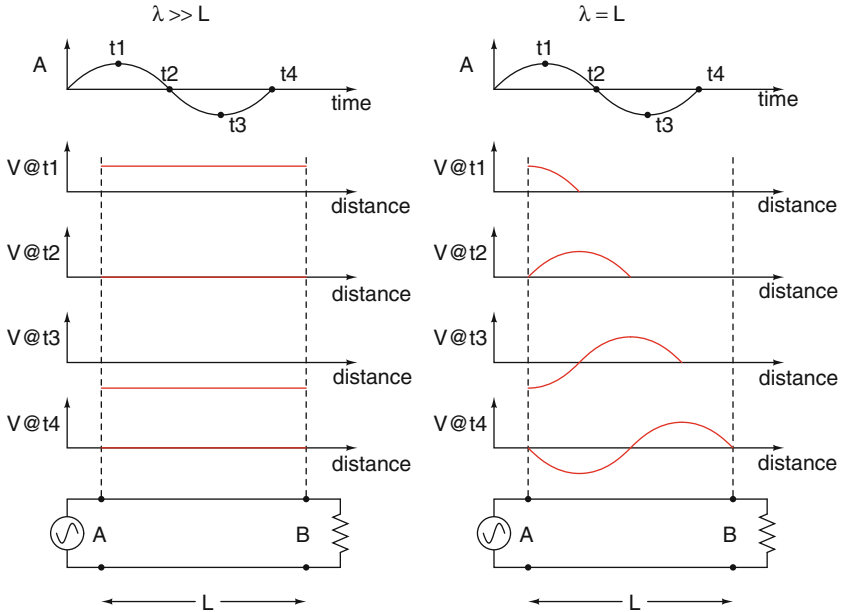 λ >> L
A
t1
t2
t3
t4
time
V@t1
distance
V@t2
distance
V@t3
distance
V@t4
distance
A
B
L
λ = L
A
t1
t2
t3
t4
time
V@t1
distance
V@t2
distance
V@t3
distance
V@t4
distance
A
B
L